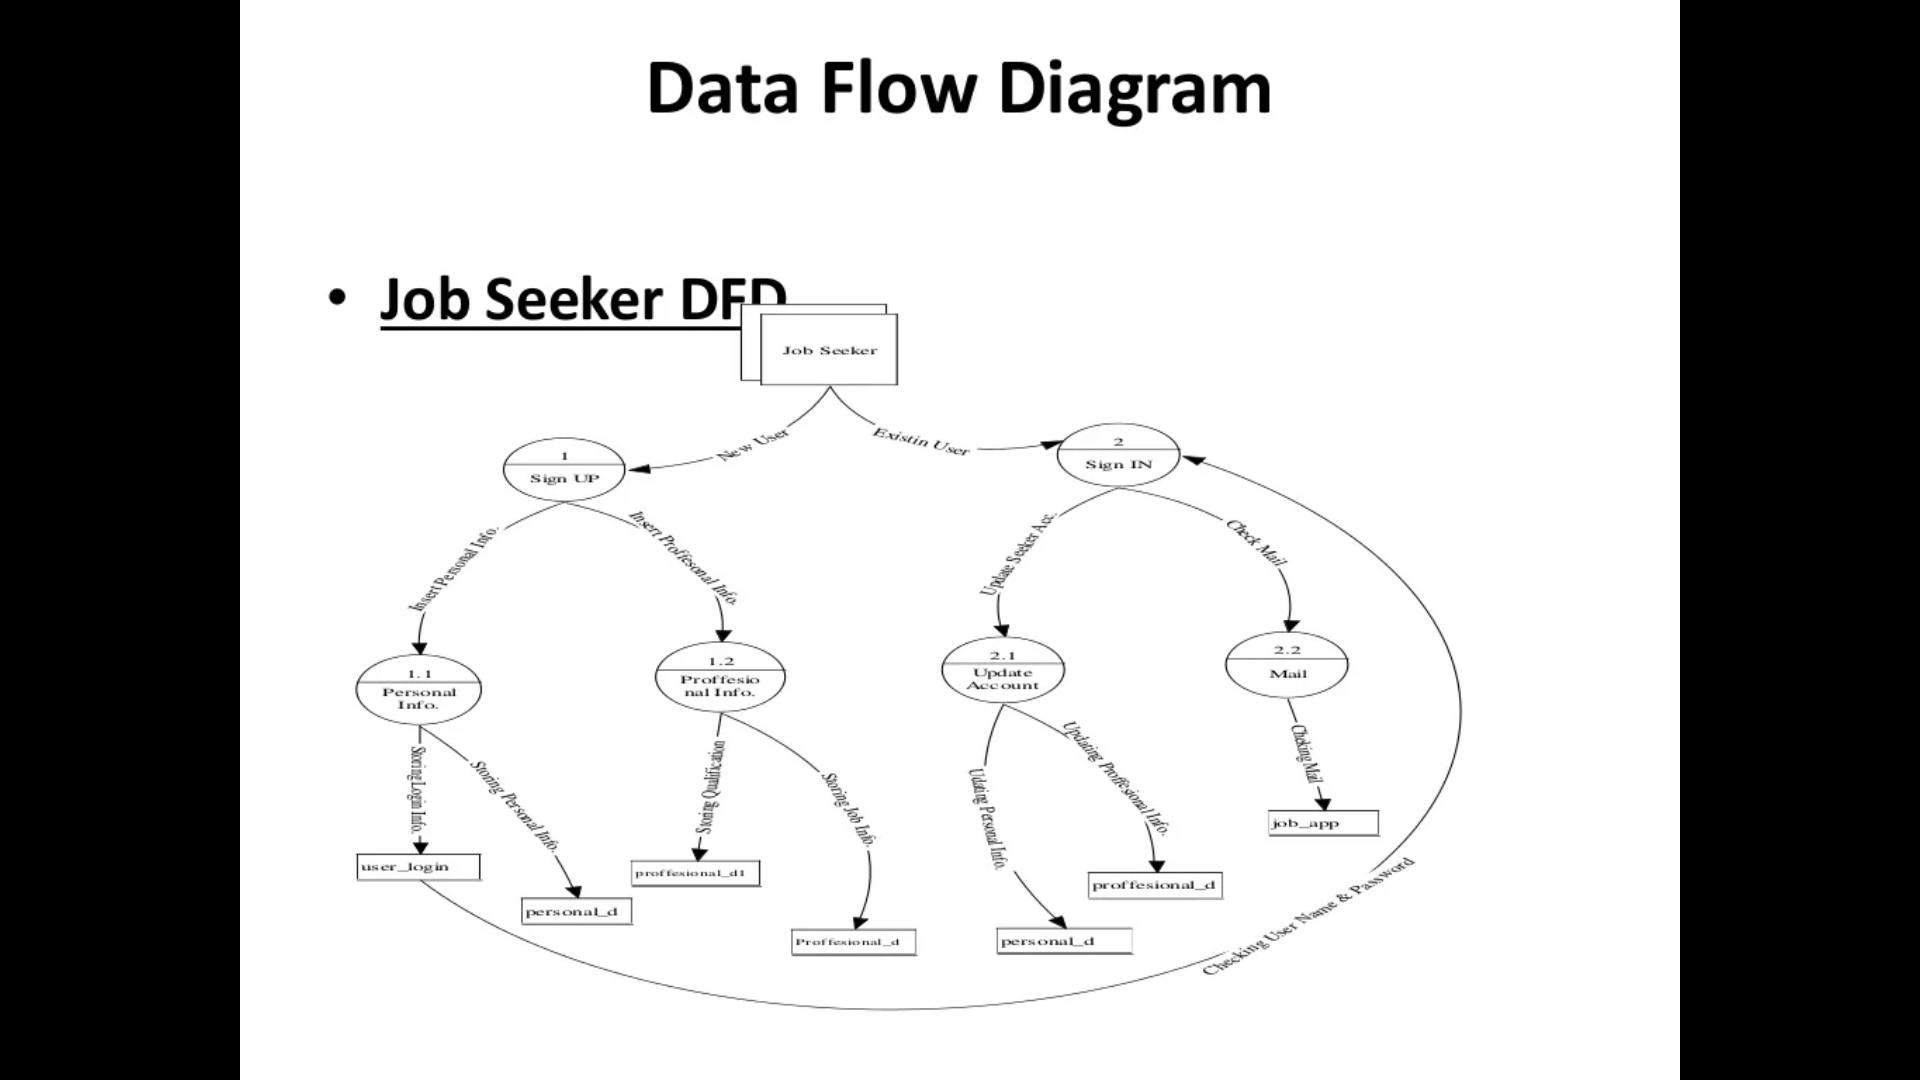 Data Flow Diagram
• Job Seeker DFD
Job Seeker
New User
Existin User
1
Sign UP
2
Sign IN
Insert Personal Info.
Insert Proffesonal Info.
Update Seeker Acc.
Check Mail
1.1
Personal
Info.
1.2
Proffesio
nal Info.
2.1
Update
Account
2.2
Mail
Storing Login Info.
Storing Personal Info.
Storing Qualification
Storing Job Info.
Udating Personal Info.
Updating Proffesional Info.
Cheking Mail
user_login
personal_d
proffesional_d1
Proffesional_d
personal_d
proffesional_d
job_app
Checking User Name & Password